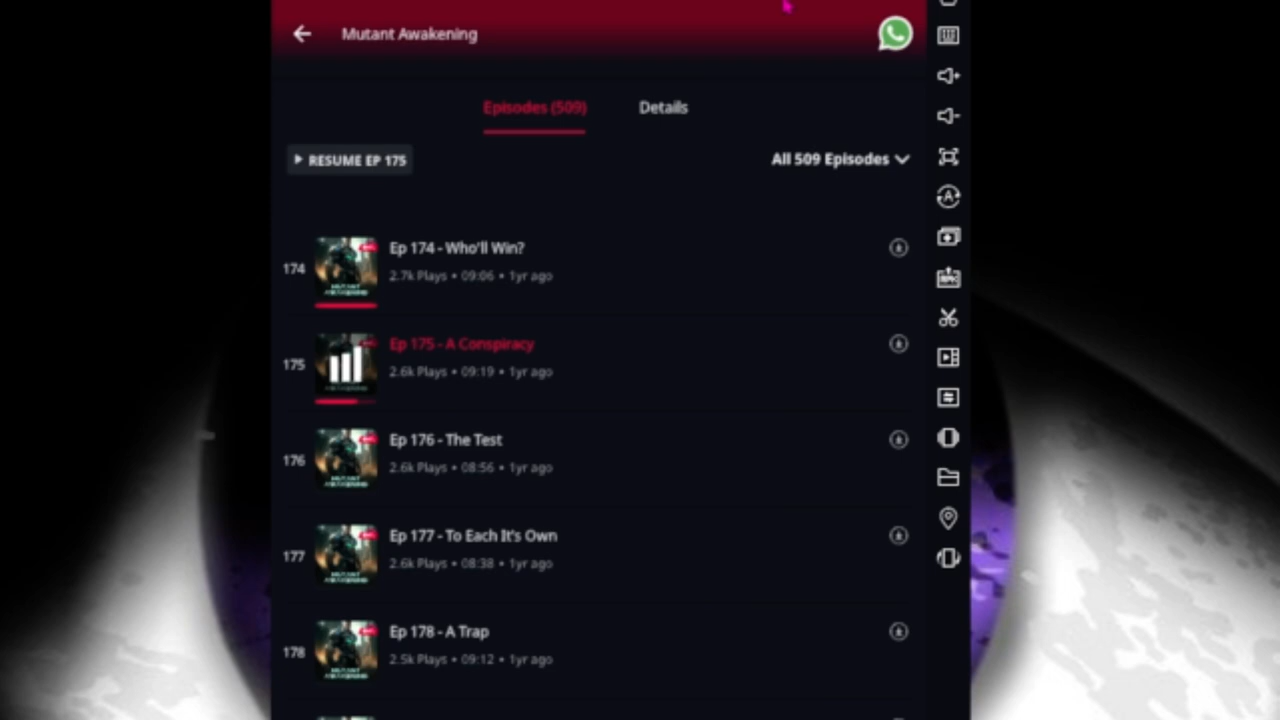 Mutant Awakening
Episodes (509)
Details
RESUME EP 175
All 509 Episodes
174
Ep 174 - Who'll Win?
2.7k Plays • 09:06 • 1yr ago
175
Ep 175 - A Conspiracy
2.6k Plays • 09:19 • 1yr ago
176
Ep 176 - The Test
2.6k Plays • 08:56 • 1yr ago
177
Ep 177 - To Each It's Own
2.6k Plays • 08:38 • 1yr ago
178
Ep 178 - A Trap
2.5k Plays • 09:12 • 1yr ago